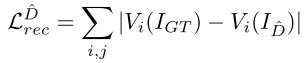 $\mathcal{L}_{rec}^{\hat{D}} = \sum_{i,j} |V_i(I_{GT}) - V_i(I_{\hat{D}})|$